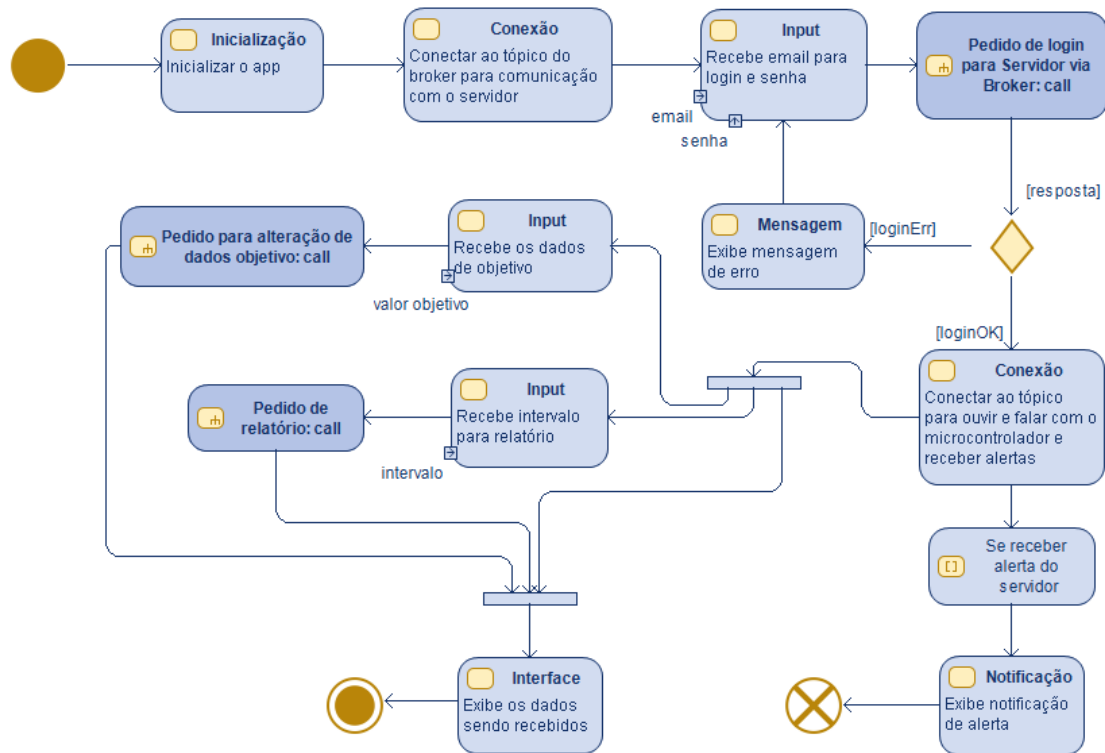 Inicialização
Inicializar o app
Conexão
Conectar ao tópico do
broker para comunicação
com o servidor
Input
Recebe email para
login e senha
email
senha
Pedido de login
para Servidor via
Broker: call
[resposta]
Pedido para alteração de
dados objetivo: call
Input
Recebe os dados
de objetivo
valor objetivo
Mensagem
Exibe mensagem
de erro
[loginErr]
[loginOK]
Conexão
Conectar ao tópico
para ouvir e falar com o
microcontrolador e
receber alertas
Pedido de
relatório: call
Input
Recebe intervalo
para relatório
intervalo
Se receber
alerta do
servidor
Interface
Exibe os dados
sendo recebidos
Notificação
Exibe notificação
de alerta